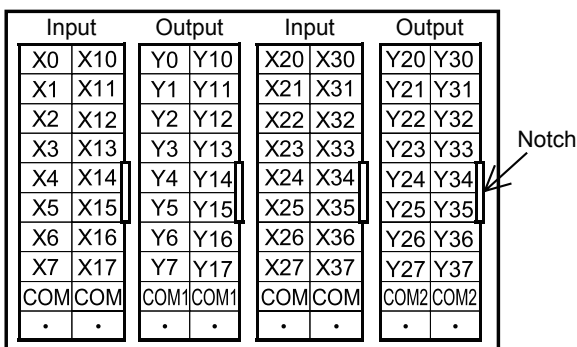 Input Output Input Output
X0 X10 Y0 Y10 X20 X30 Y20 Y30
X1 X11 Y1 Y11 X21 X31 Y21 Y31
X2 X12 Y2 Y12 X22 X32 Y22 Y32
X3 X13 Y3 Y13 X23 X33 Y23 Y33
Notch
X4 X14 Y4 Y14 X24 X34 Y24 Y34
X5 X15 Y5 Y15 X25 X35 Y25 Y35
X6 X16 Y6 Y16 X26 X36 Y26 Y36
X7 X17 Y7 Y17 X27 X37 Y27 Y37
COM COM COM1 COM1 COM COM COM2 COM2
· · · · · · · ·